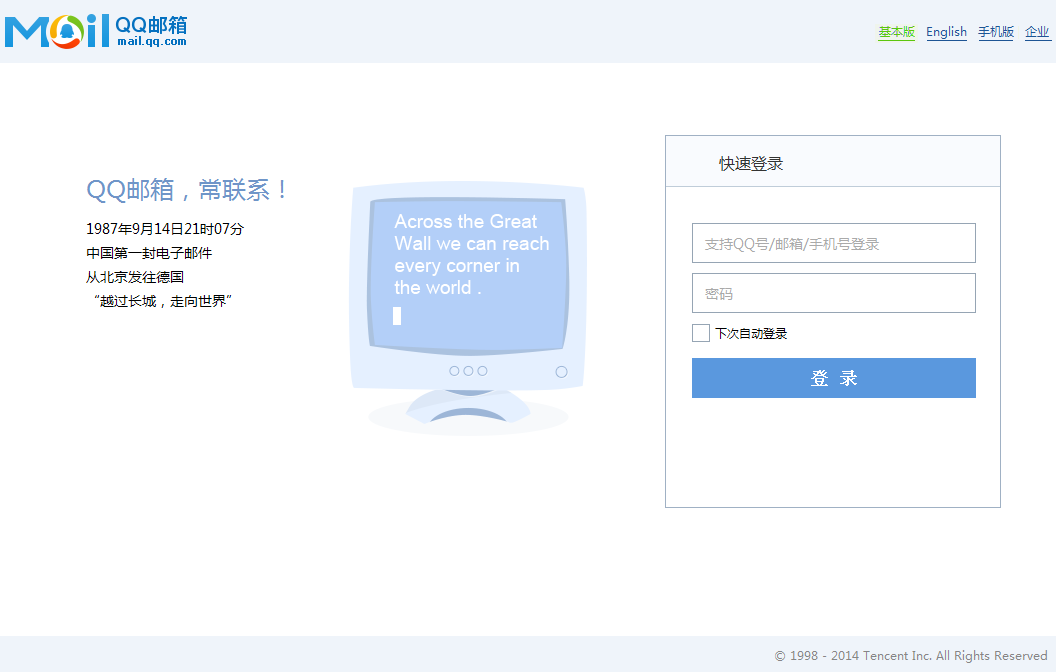 Mail QQ邮箱
mail.qq.com
基本版 English 手机版 企业
QQ邮箱，常联系！
1987年9月14日21时07分
中国第一封电子邮件
从北京发往德国
“越过长城，走向世界”
Across the Great
Wall we can reach
every corner in
the world .
快速登录
支持QQ号/邮箱/手机号登录
密码
下次自动登录
登 录
© 1998 - 2014 Tencent Inc. All Rights Reserved